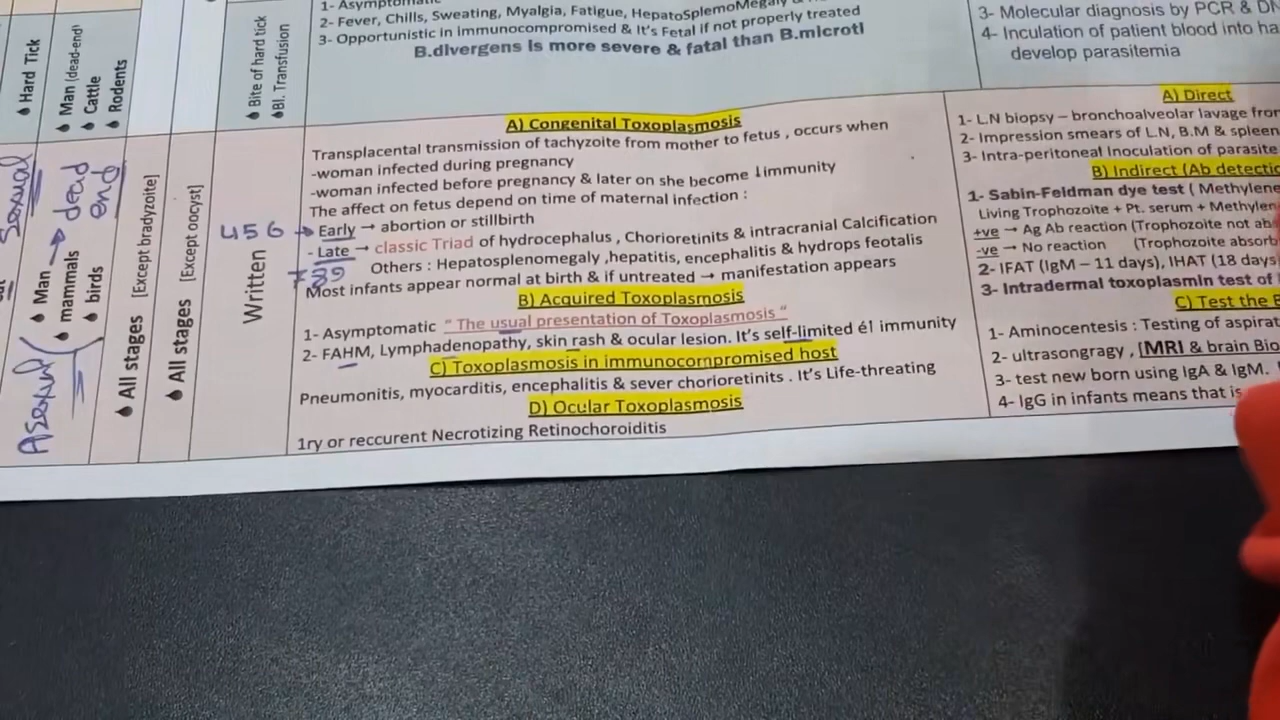 Hard Tick
Man (dead-end)
Cattle
Rodents
Bite of hard tick
Bl. Transfusion
1- Asymptomatic
2- Fever, Chills, Sweating, Myalgia, Fatigue, HepatoSplemoMegaly &
3- Opportunistic in immunocompromised & It's Fetal if not properly treated
B.divergens is more severe & fatal than B.microti
3- Molecular diagnosis by PCR &
4- Inculation of patient blood into
develop parasitemia
Sexual
Asexual
Man → dead end
mammals
birds
All stages [Except bradyzoite]
All stages [Except oocyst]
Written
456
739
A) Congenital Toxoplasmosis
Transplacental transmission of tachyzoite from mother to fetus , occurs when
-woman infected during pregnancy
-woman infected before pregnancy & later on she become ↓immunity
The affect on fetus depend on time of maternal infection :
- Early → abortion or stillbirth
- Late → classic Triad of hydrocephalus , Chorioretinits & intracranial Calcification
Others : Hepatosplenomegaly ,hepatitis, encephalitis & hydrops feotalis
Most infants appear normal at birth & if untreated → manifestation appears
B) Acquired Toxoplasmosis
1- Asymptomatic " The usual presentation of Toxoplasmosis "
2- FAHM, Lymphadenopathy, skin rash & ocular lesion. It's self-limited é↑ immunity
C) Toxoplasmosis in immunocompromised host
Pneumonitis, myocarditis, encephalitis & sever chorioretinits . It's Life-threating
D) Ocular Toxoplasmosis
1ry or reccurent Necrotizing Retinochoroiditis
A) Direct
1- L.N biopsy – bronchoalveolar lavage from
2- Impression smears of L.N, B.M & spleen
3- Intra-peritoneal Inoculation of parasite
B) Indirect (Ab
1- Sabin-Feldman dye test (
Living Trophozoite + Pt. serum +
+ve → Ag Ab reaction (Trophozoite not
-ve → No reaction (Trophozoite
2- IFAT (IgM – 11 days), IHAT (18 days
3- Intradermal toxoplasmin test of
C) Test the
1- Aminocentesis : Testing of
2- ultrasongragy , [MRI & brain
3- test new born using IgA & IgM.
4- IgG in infants means that is